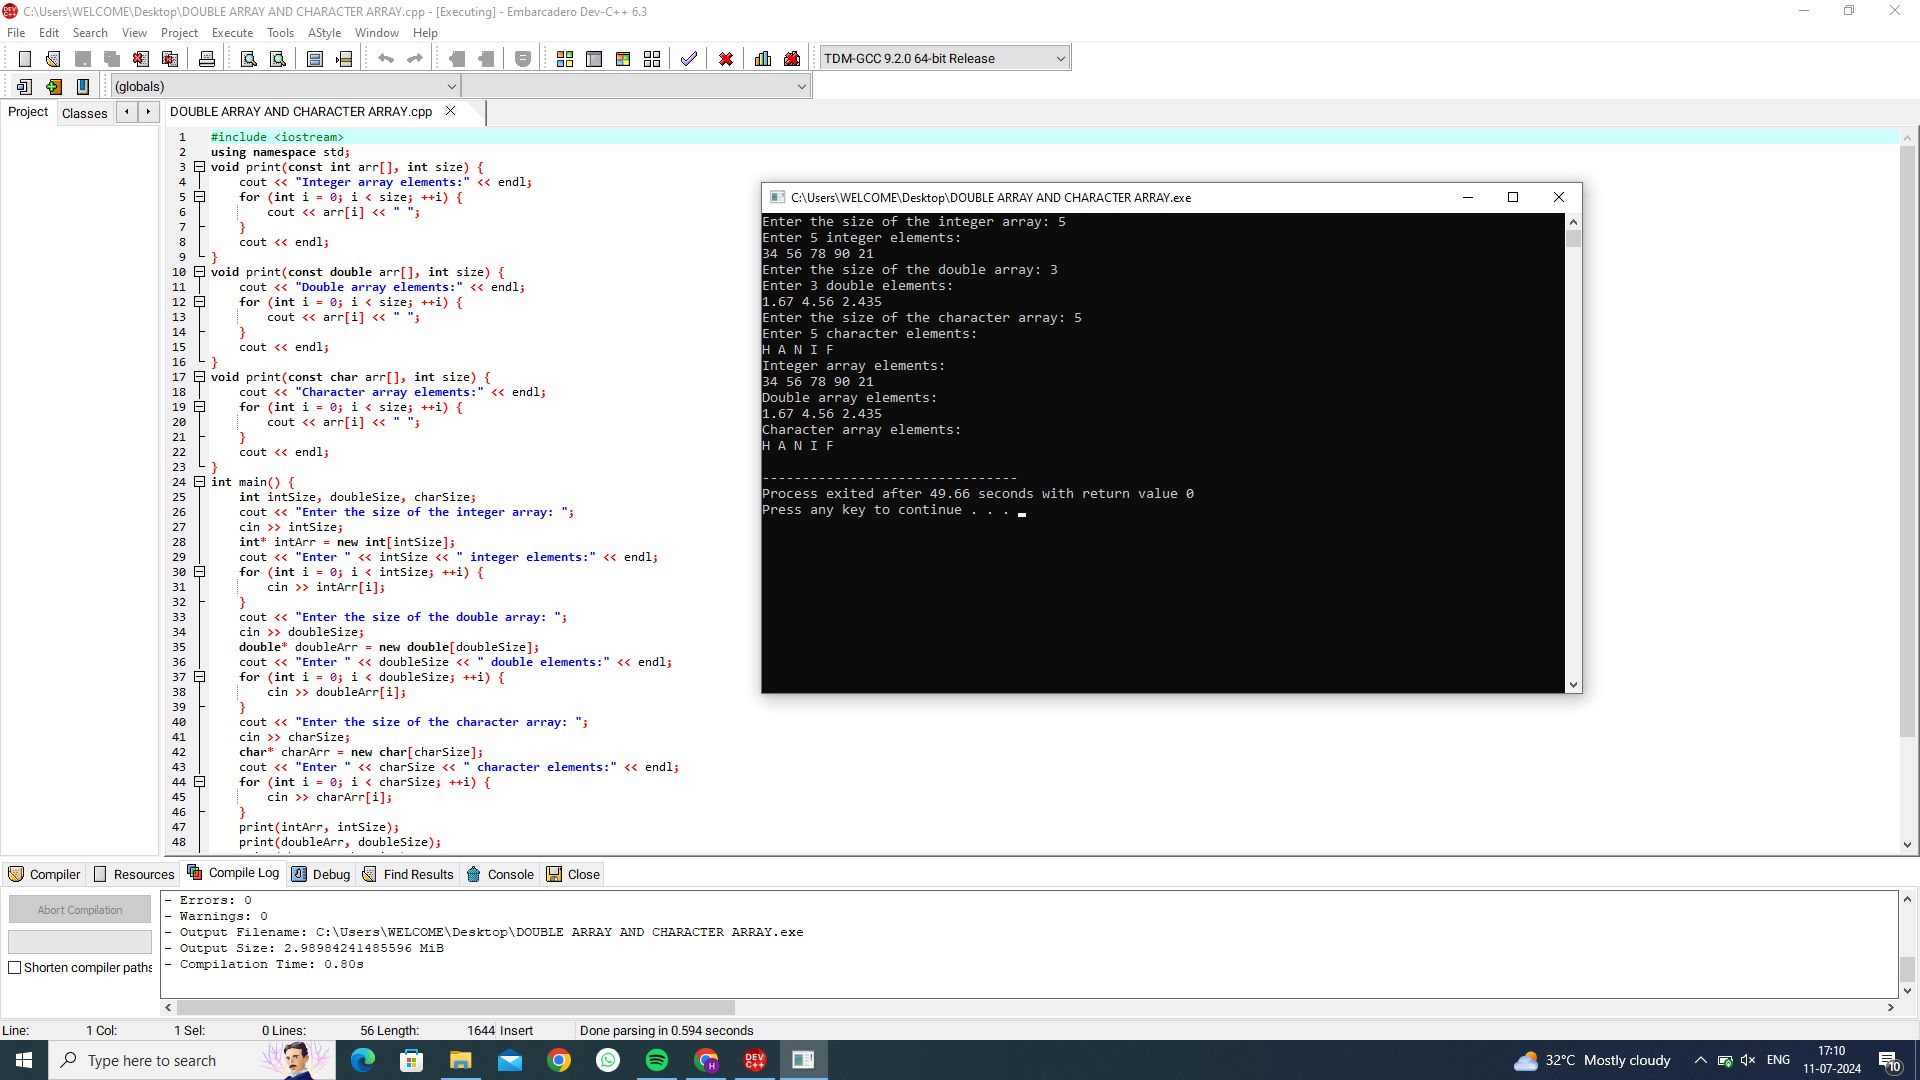 C:\Users\WELCOME\Desktop\DOUBLE ARRAY AND CHARACTER ARRAY.cpp - [Executing] - Embarcadero Dev-C++ 6.3
File Edit Search View Project Execute Tools AStyle Window Help
TDM-GCC 9.2.0 64-bit Release
(globals)
Project Classes
DOUBLE ARRAY AND CHARACTER ARRAY.cpp
1 #include <iostream>
2 using namespace std;
3 void print(const int arr[], int size) {
4 cout << "Integer array elements:" << endl;
5 for (int i = 0; i < size; ++i) {
6 cout << arr[i] << " ";
7 }
8 cout << endl;
9 }
10 void print(const double arr[], int size) {
11 cout << "Double array elements:" << endl;
12 for (int i = 0; i < size; ++i) {
13 cout << arr[i] << " ";
14 }
15 cout << endl;
16 }
17 void print(const char arr[], int size) {
18 cout << "Character array elements:" << endl;
19 for (int i = 0; i < size; ++i) {
20 cout << arr[i] << " ";
21 }
22 cout << endl;
23 }
24 int main() {
25 int intSize, doubleSize, charSize;
26 cout << "Enter the size of the integer array: ";
27 cin >> intSize;
28 int* intArr = new int[intSize];
29 cout << "Enter " << intSize << " integer elements:" << endl;
30 for (int i = 0; i < intSize; ++i) {
31 cin >> intArr[i];
32 }
33 cout << "Enter the size of the double array: ";
34 cin >> doubleSize;
35 double* doubleArr = new double[doubleSize];
36 cout << "Enter " << doubleSize << " double elements:" << endl;
37 for (int i = 0; i < doubleSize; ++i) {
38 cin >> doubleArr[i];
39 }
40 cout << "Enter the size of the character array: ";
41 cin >> charSize;
42 char* charArr = new char[charSize];
43 cout << "Enter " << charSize << " character elements:" << endl;
44 for (int i = 0; i < charSize; ++i) {
45 cin >> charArr[i];
46 }
47 print(intArr, intSize);
48 print(doubleArr, doubleSize);
C:\Users\WELCOME\Desktop\DOUBLE ARRAY AND CHARACTER ARRAY.exe
Enter the size of the integer array: 5
Enter 5 integer elements:
34 56 78 90 21
Enter the size of the double array: 3
Enter 3 double elements:
1.67 4.56 2.435
Enter the size of the character array: 5
Enter 5 character elements:
H A N I F
Integer array elements:
34 56 78 90 21
Double array elements:
1.67 4.56 2.435
Character array elements:
H A N I F
--------------------------------
Process exited after 49.66 seconds with return value 0
Press any key to continue . . .
Compiler Resources Compile Log Debug Find Results Console Close
Abort Compilation
Shorten compiler paths
- Errors: 0
- Warnings: 0
- Output Filename: C:\Users\WELCOME\Desktop\DOUBLE ARRAY AND CHARACTER ARRAY.exe
- Output Size: 2.98984241485596 MiB
- Compilation Time: 0.80s
Line: 1 Col: 1 Sel: 0 Lines: 56 Length: 1644 Insert Done parsing in 0.594 seconds
Type here to search
DEV C++
32°C Mostly cloudy
ENG
17:10
11-07-2024
10